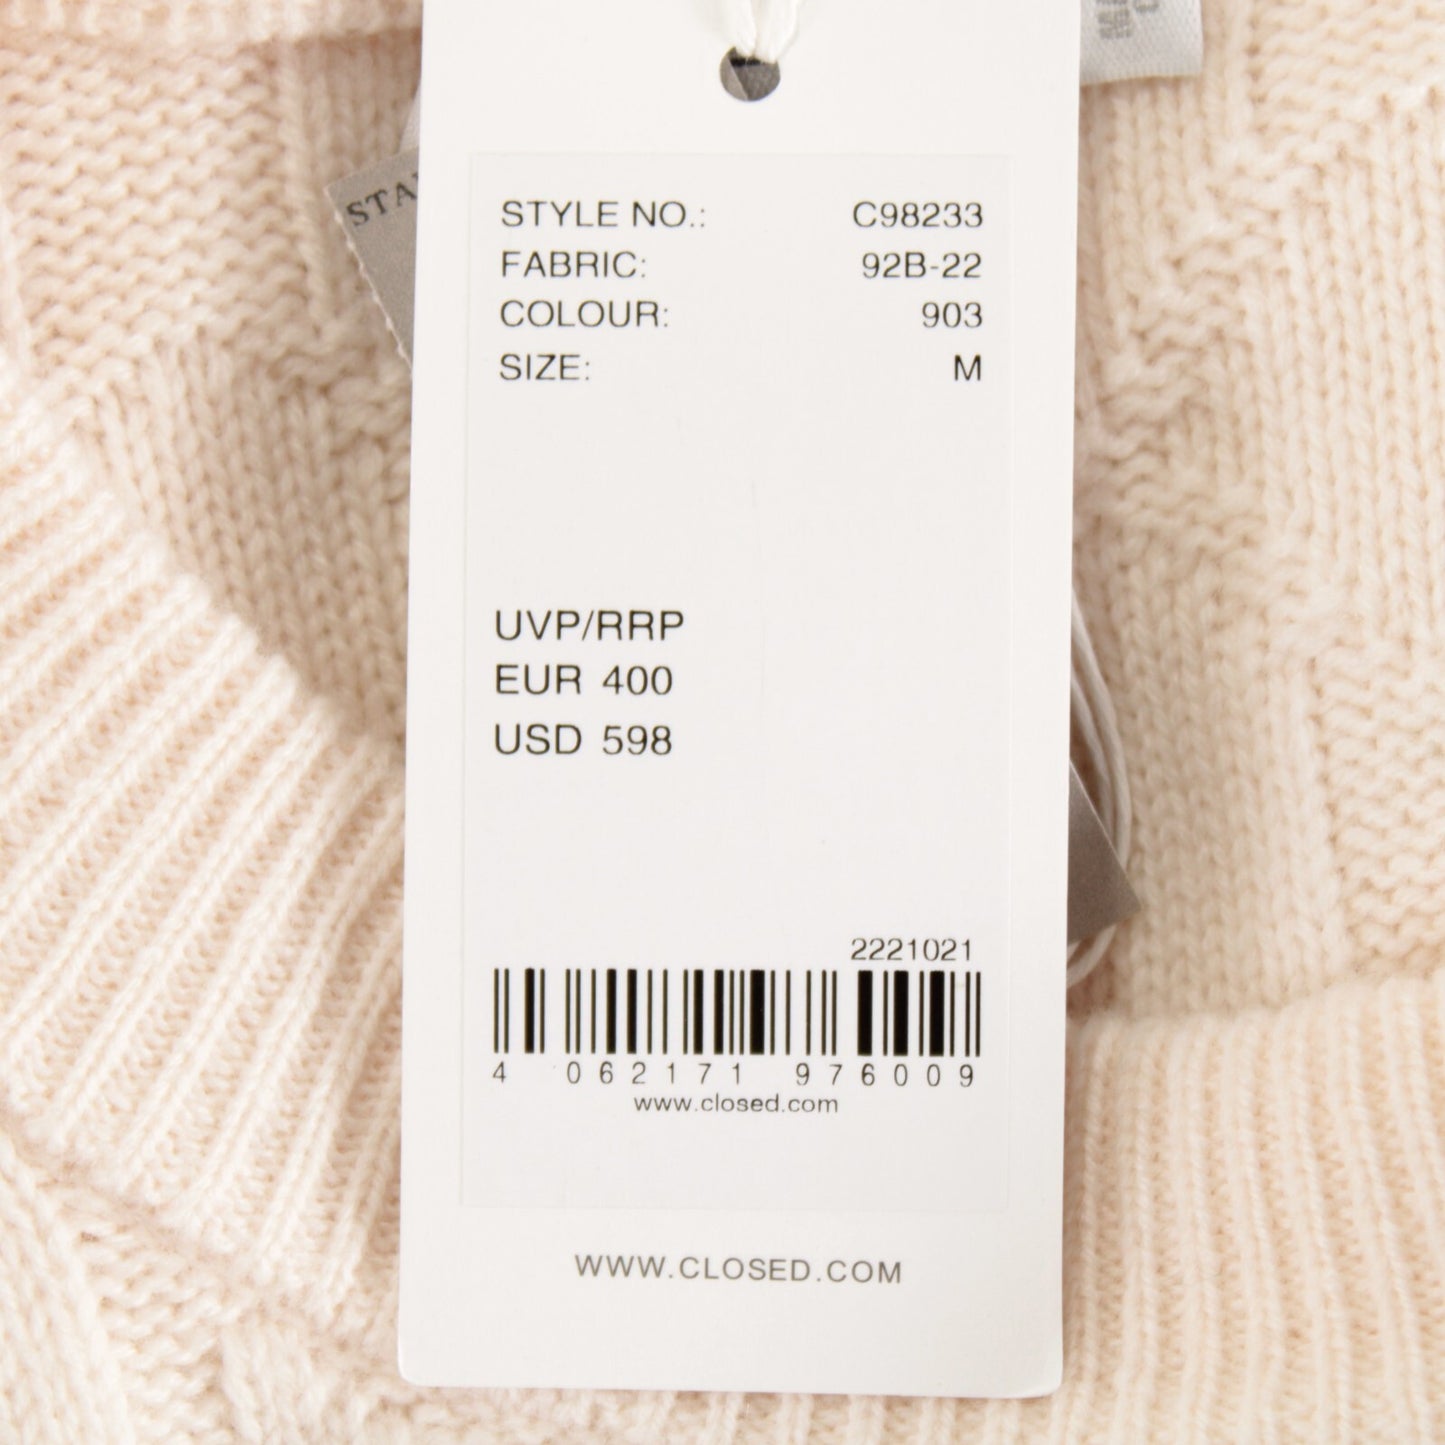 STYLE NO.: C98233
FABRIC: 92B-22
COLOUR: 903
SIZE: M
UVP/RRP
EUR 400
USD 598
2221021
4 062171 976009
www.closed.com
WWW.CLOSED.COM